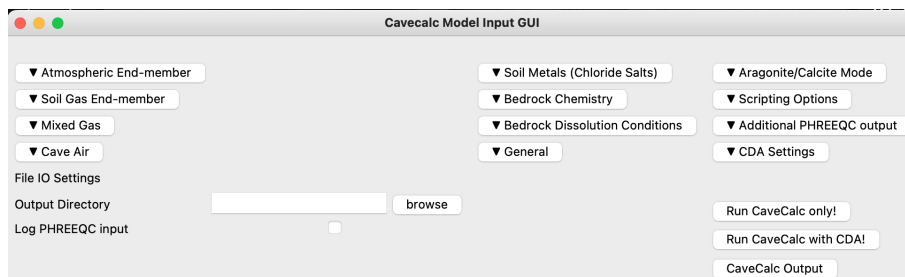 Cavecalc Model Input GUI
▼ Atmospheric End-member
▼ Soil Gas End-member
▼ Mixed Gas
▼ Cave Air
File IO Settings
Output Directory
browse
Log PHREEQC input
▼ Soil Metals (Chloride Salts)
▼ Bedrock Chemistry
▼ Bedrock Dissolution Conditions
▼ General
▼ Aragonite/Calcite Mode
▼ Scripting Options
▼ Additional PHREEQC output
▼ CDA Settings
Run CaveCalc only!
Run CaveCalc with CDA!
CaveCalc Output